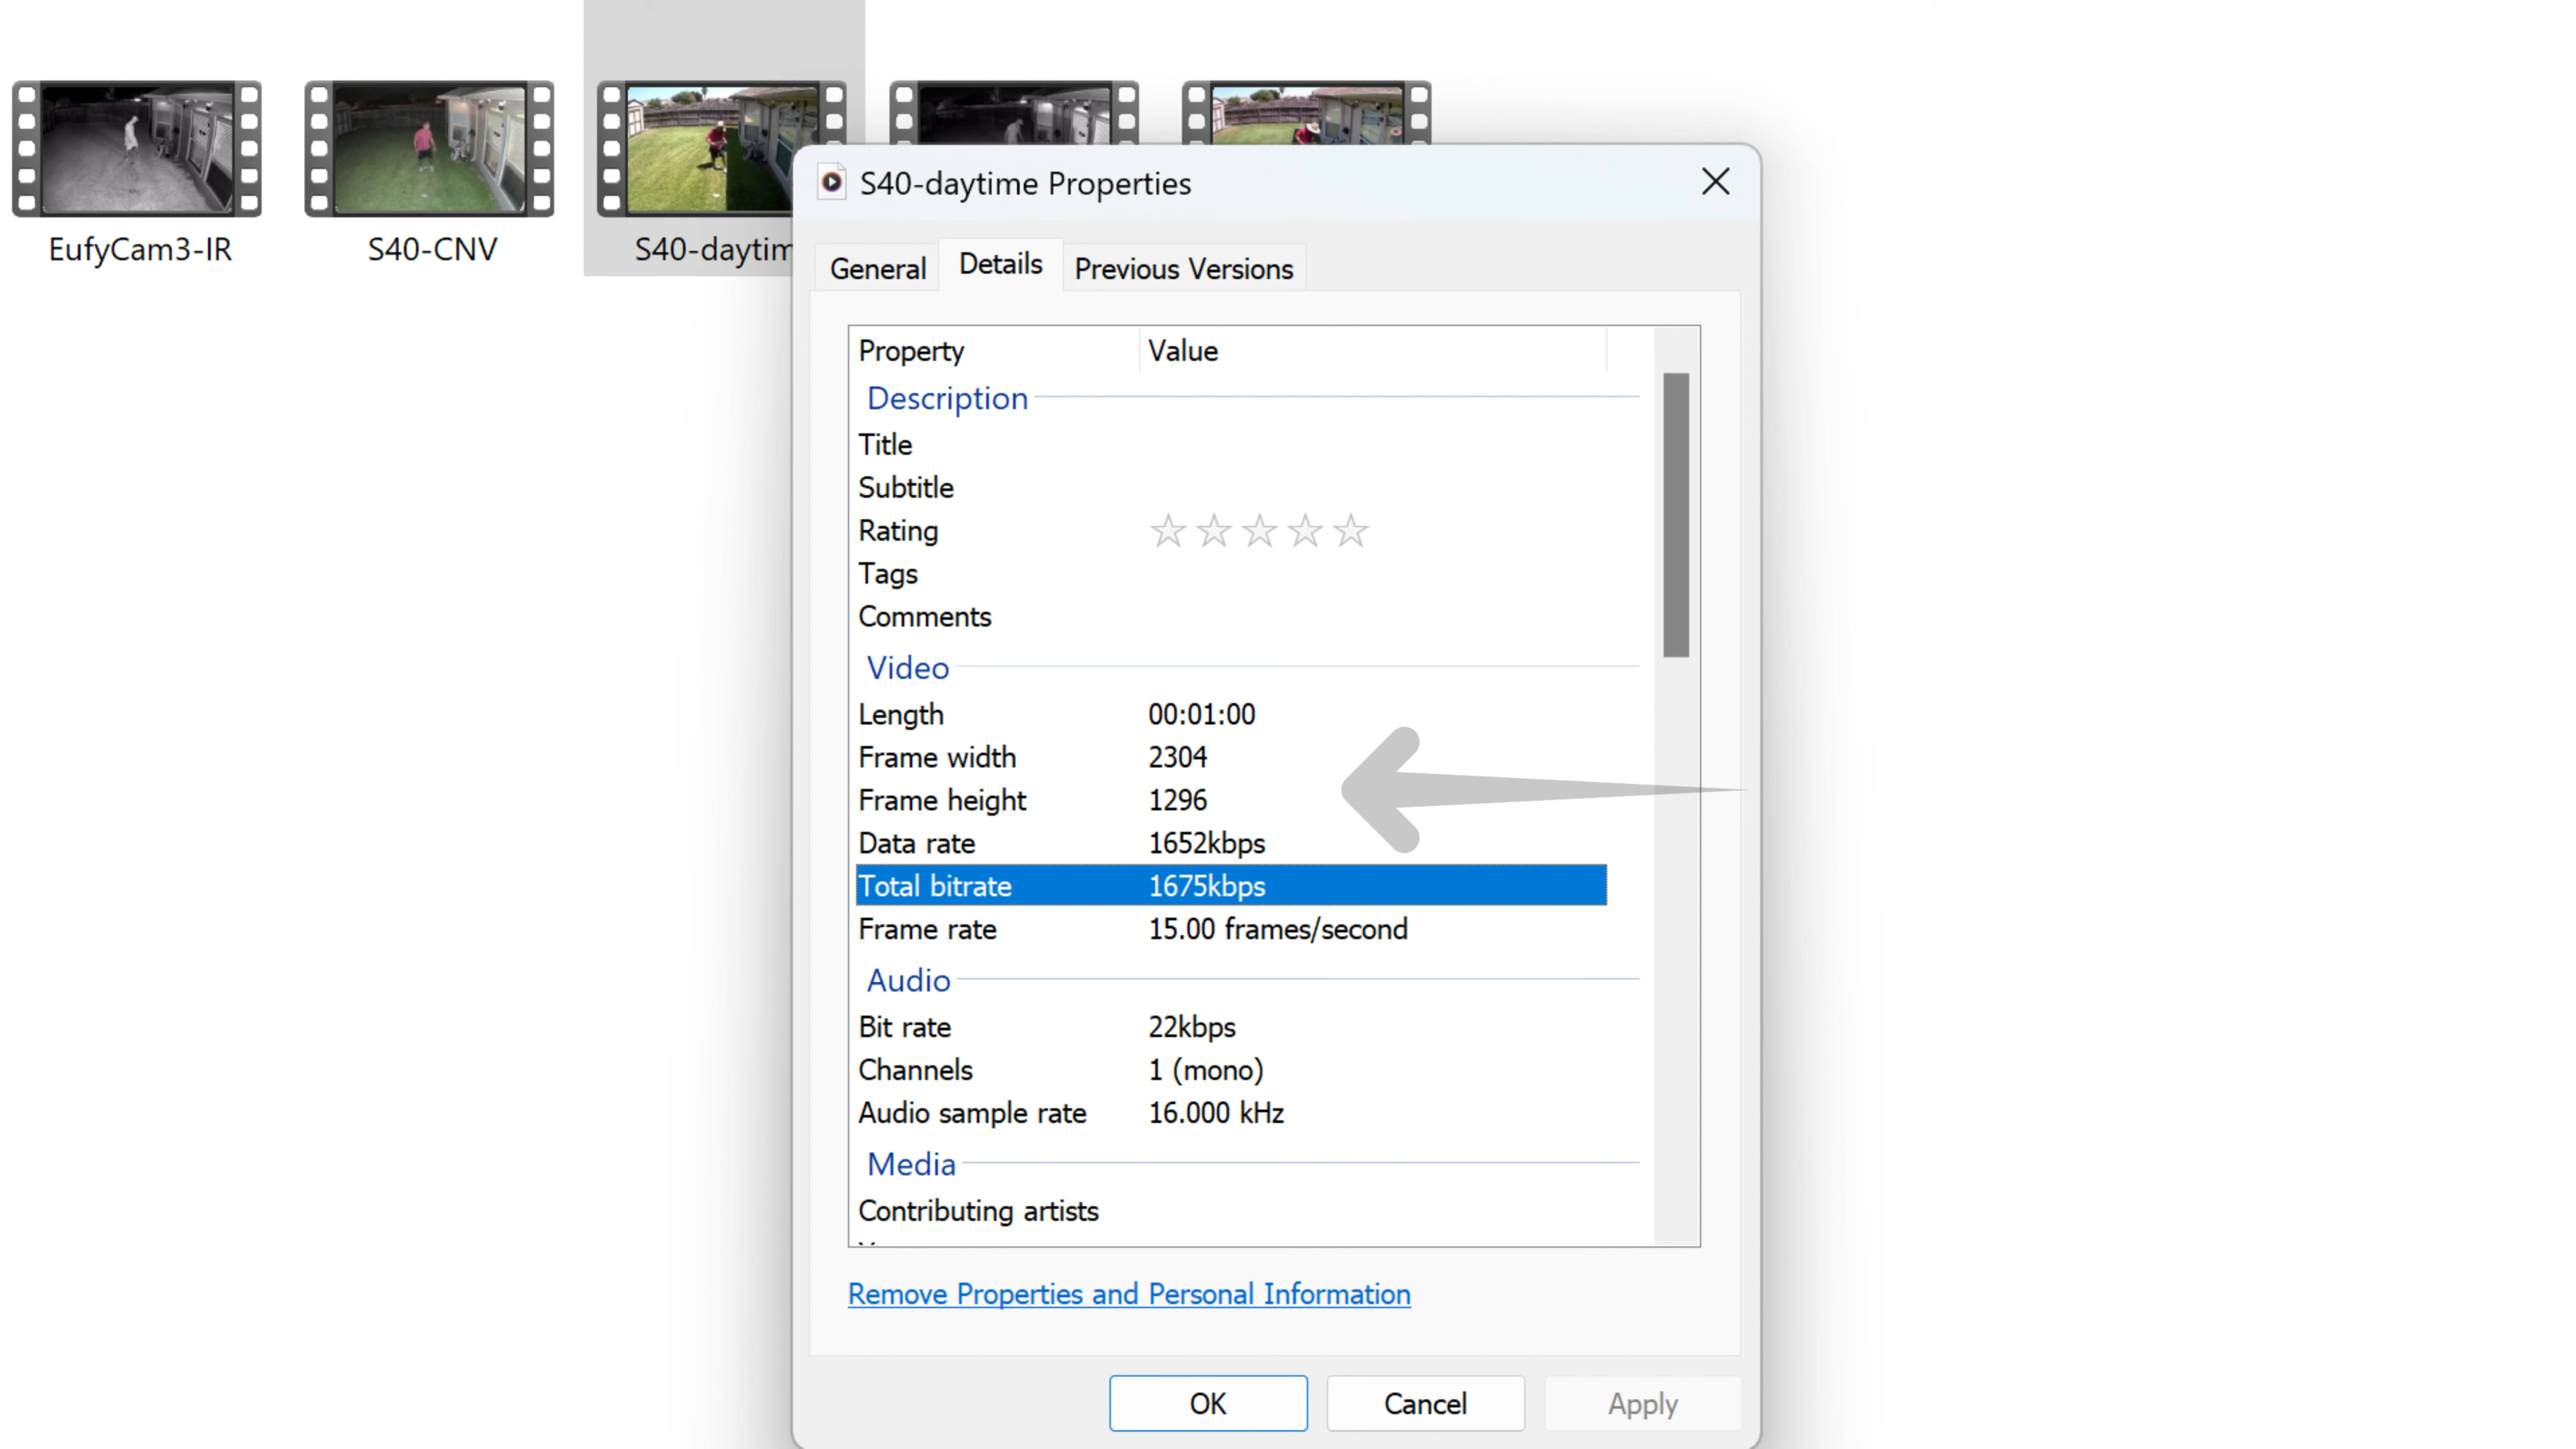 EufyCam3-IR
S40-CNV
S40-daytim
S40-daytime Properties
General
Details
Previous Versions
Property Value
Description
Title
Subtitle
Rating
Tags
Comments
Video
Length 00:01:00
Frame width 2304
Frame height 1296
Data rate 1652kbps
Total bitrate 1675kbps
Frame rate 15.00 frames/second
Audio
Bit rate 22kbps
Channels 1 (mono)
Audio sample rate 16.000 kHz
Media
Contributing artists
Remove Properties and Personal Information
OK
Cancel
Apply